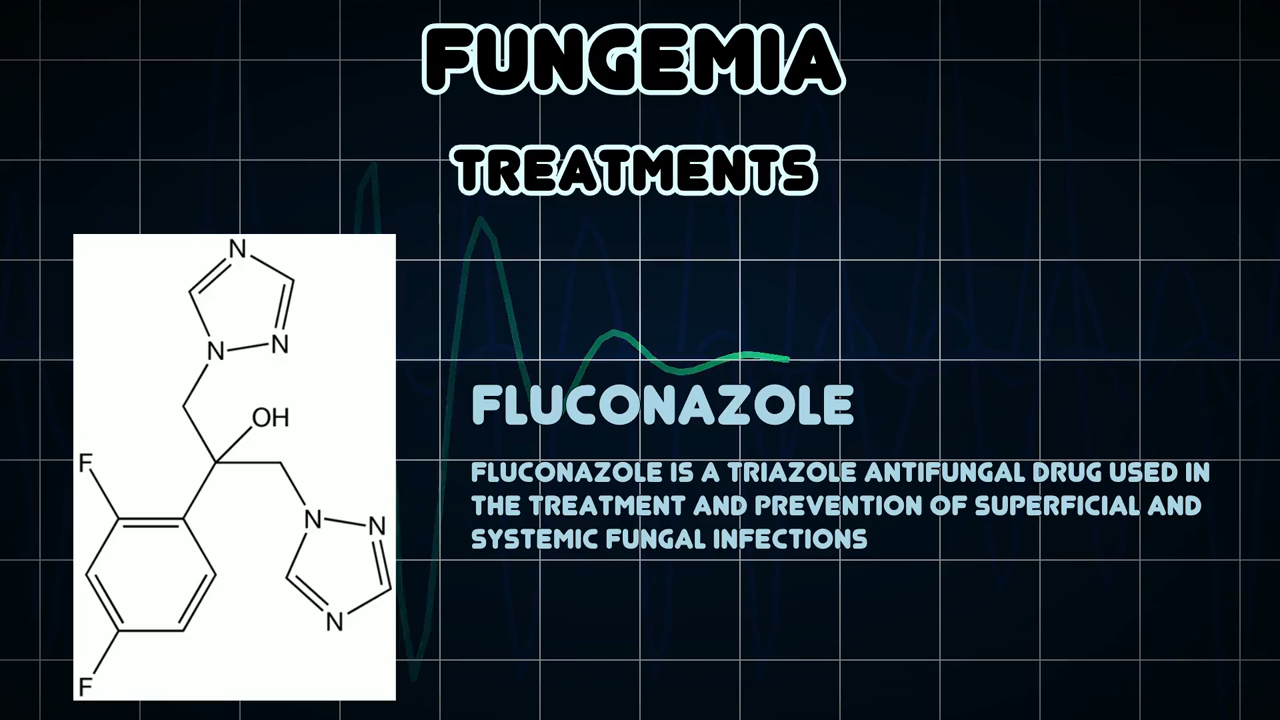 FUNGEMIA
TREATMENTS
N
N
N
OH
F
N
N
N
F
FLUCONAZOLE
FLUCONAZOLE IS A TRIAZOLE ANTIFUNGAL DRUG USED IN
THE TREATMENT AND PREVENTION OF SUPERFICIAL AND
SYSTEMIC FUNGAL INFECTIONS